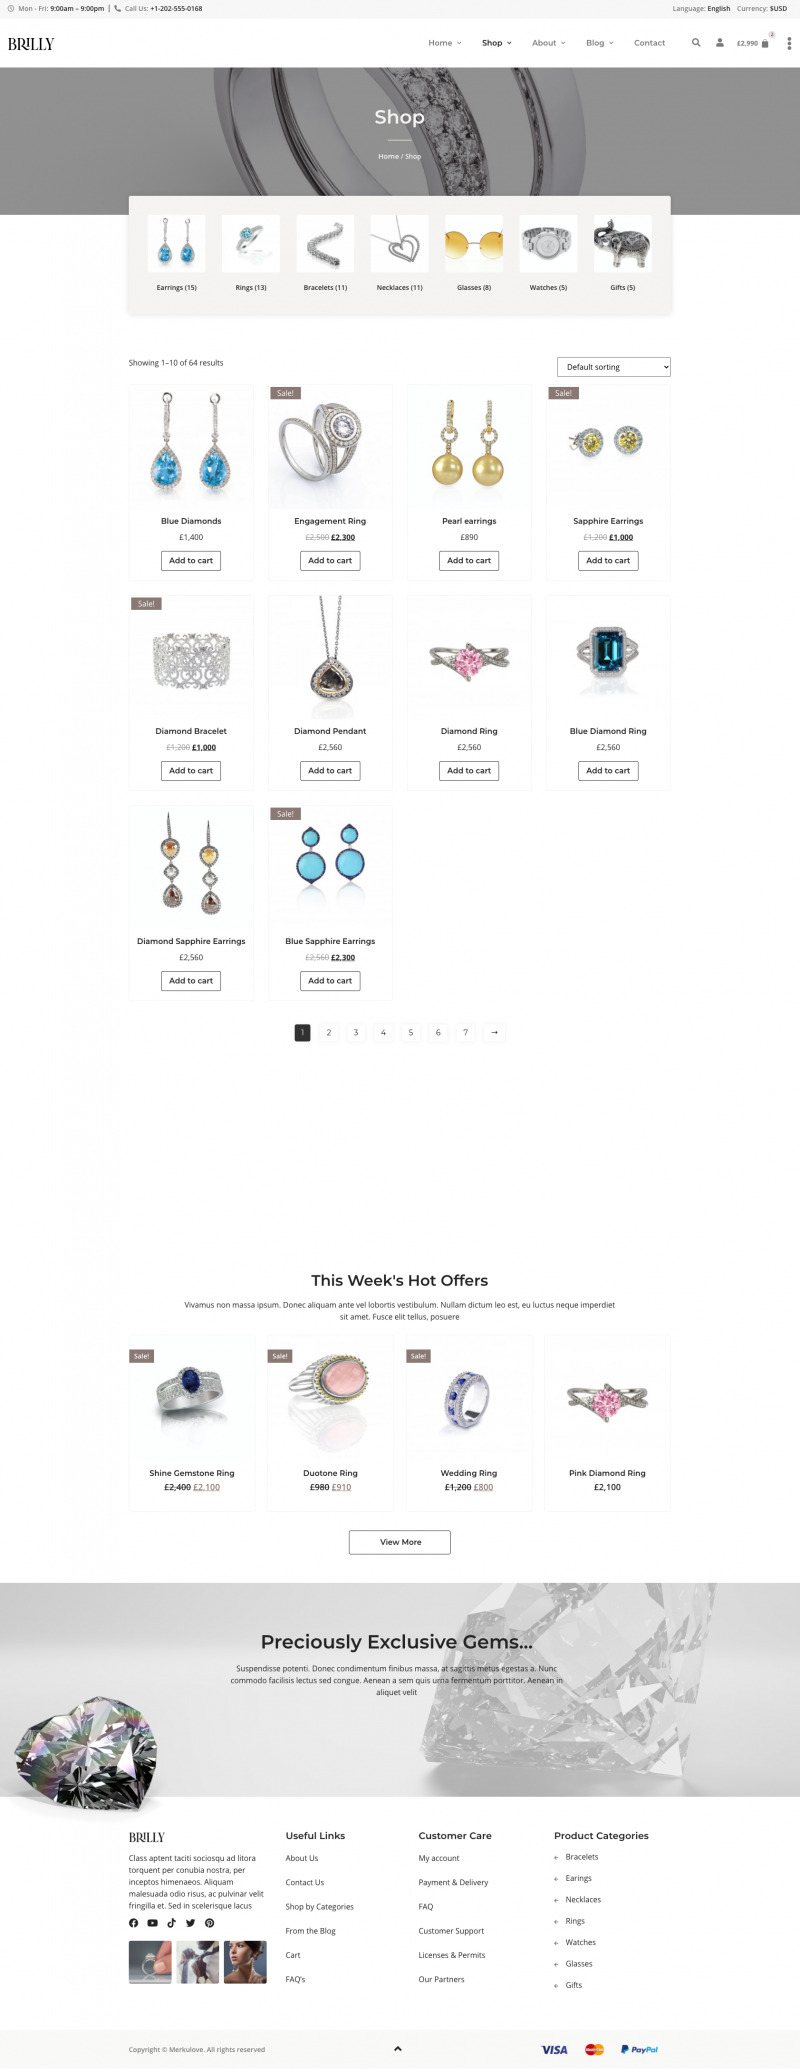 Mon - Fri: 9:00am – 9:00pm | Call Us: +1-202-555-0168
Language: English Currency: $USD
BRILLY
Home Shop About Blog Contact £2,990 2
Shop
Home / Shop
Earrings (15) Rings (13) Bracelets (11) Necklaces (11) Glasses (8) Watches (5) Gifts (5)
Showing 1–10 of 64 results
Default sorting
Sale! Sale!
Blue Diamonds Engagement Ring Pearl earrings Sapphire Earrings
£1,400 £2,500 £2,300 £890 £1,200 £1,000
Add to cart Add to cart Add to cart Add to cart
Sale!
Diamond Bracelet Diamond Pendant Diamond Ring Blue Diamond Ring
£1,200 £1,000 £2,560 £2,560 £2,560
Add to cart Add to cart Add to cart Add to cart
Sale!
Diamond Sapphire Earrings Blue Sapphire Earrings
£2,560 £2,560 £2,300
Add to cart Add to cart
1 2 3 4 5 6 7 →
This Week's Hot Offers
Vivamus non massa ipsum. Donec aliquam ante vel lobortis vestibulum. Nullam dictum leo est, eu luctus neque imperdiet
sit amet. Fusce elit tellus, posuere
Sale! Sale! Sale!
Shine Gemstone Ring Duotone Ring Wedding Ring Pink Diamond Ring
£2,400 £2,100 £980 £910 £1,200 £800 £2,100
View More
Preciously Exclusive Gems...
Suspendisse potenti. Donec condimentum finibus massa, at sagittis metus egestas a. Nunc
commodo facilisis lectus sed congue. Aenean a sem quis urna fermentum porttitor. Aenean in
aliquet velit
BRILLY
Class aptent taciti sociosqu ad litora
torquent per conubia nostra, per
inceptos himenaeos. Aliquam
malesuada odio risus, ac pulvinar velit
fringilla et. Sed in scelerisque lacus
Useful Links
About Us
Contact Us
Shop by Categories
From the Blog
Cart
FAQ's
Customer Care
My account
Payment & Delivery
FAQ
Customer Support
Licenses & Permits
Our Partners
Product Categories
Bracelets
Earings
Necklaces
Rings
Watches
Glasses
Gifts
Copyright © Merkulove. All rights reserved
VISA MasterCard PayPal